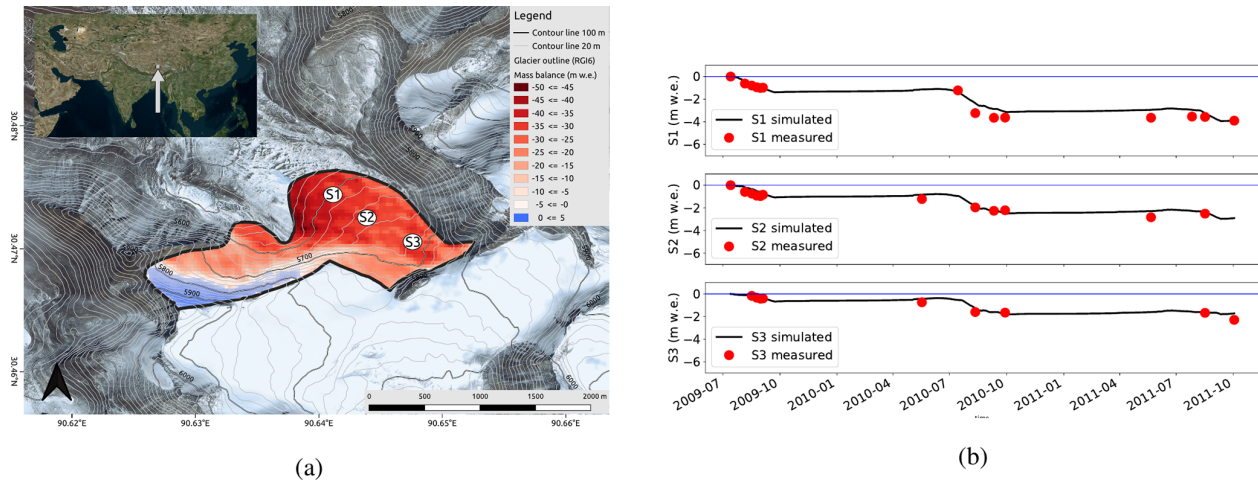 Legend
Contour line 100 m
Contour line 20 m
Glacier outline (RGI6)
Mass balance (m w.e.)
-50 <= -45
-45 <= -40
-40 <= -35
-35 <= -30
-30 <= -25
-25 <= -20
-20 <= -15
-15 <= -10
-10 <= -5
-5 <= -0
0 <= 5
5800
30.48°N
30.47°N
30.46°N
5600
S1
S2
S3
5700
5800
5900
6000
6000
6000
0 500 1000 1500 2000 m
90.62°E 90.63°E 90.64°E 90.65°E 90.66°E
(a)
S1 (m w.e.)
0
−2
−4
−6
S1 simulated
S1 measured
S2 (m w.e.)
0
−2
−4
−6
S2 simulated
S2 measured
S3 (m w.e.)
0
−2
−4
−6
S3 simulated
S3 measured
2009-07 2009-10 2010-01 2010-04 2010-07 2010-10 2011-01 2011-04 2011-07 2011-10
time
(b)